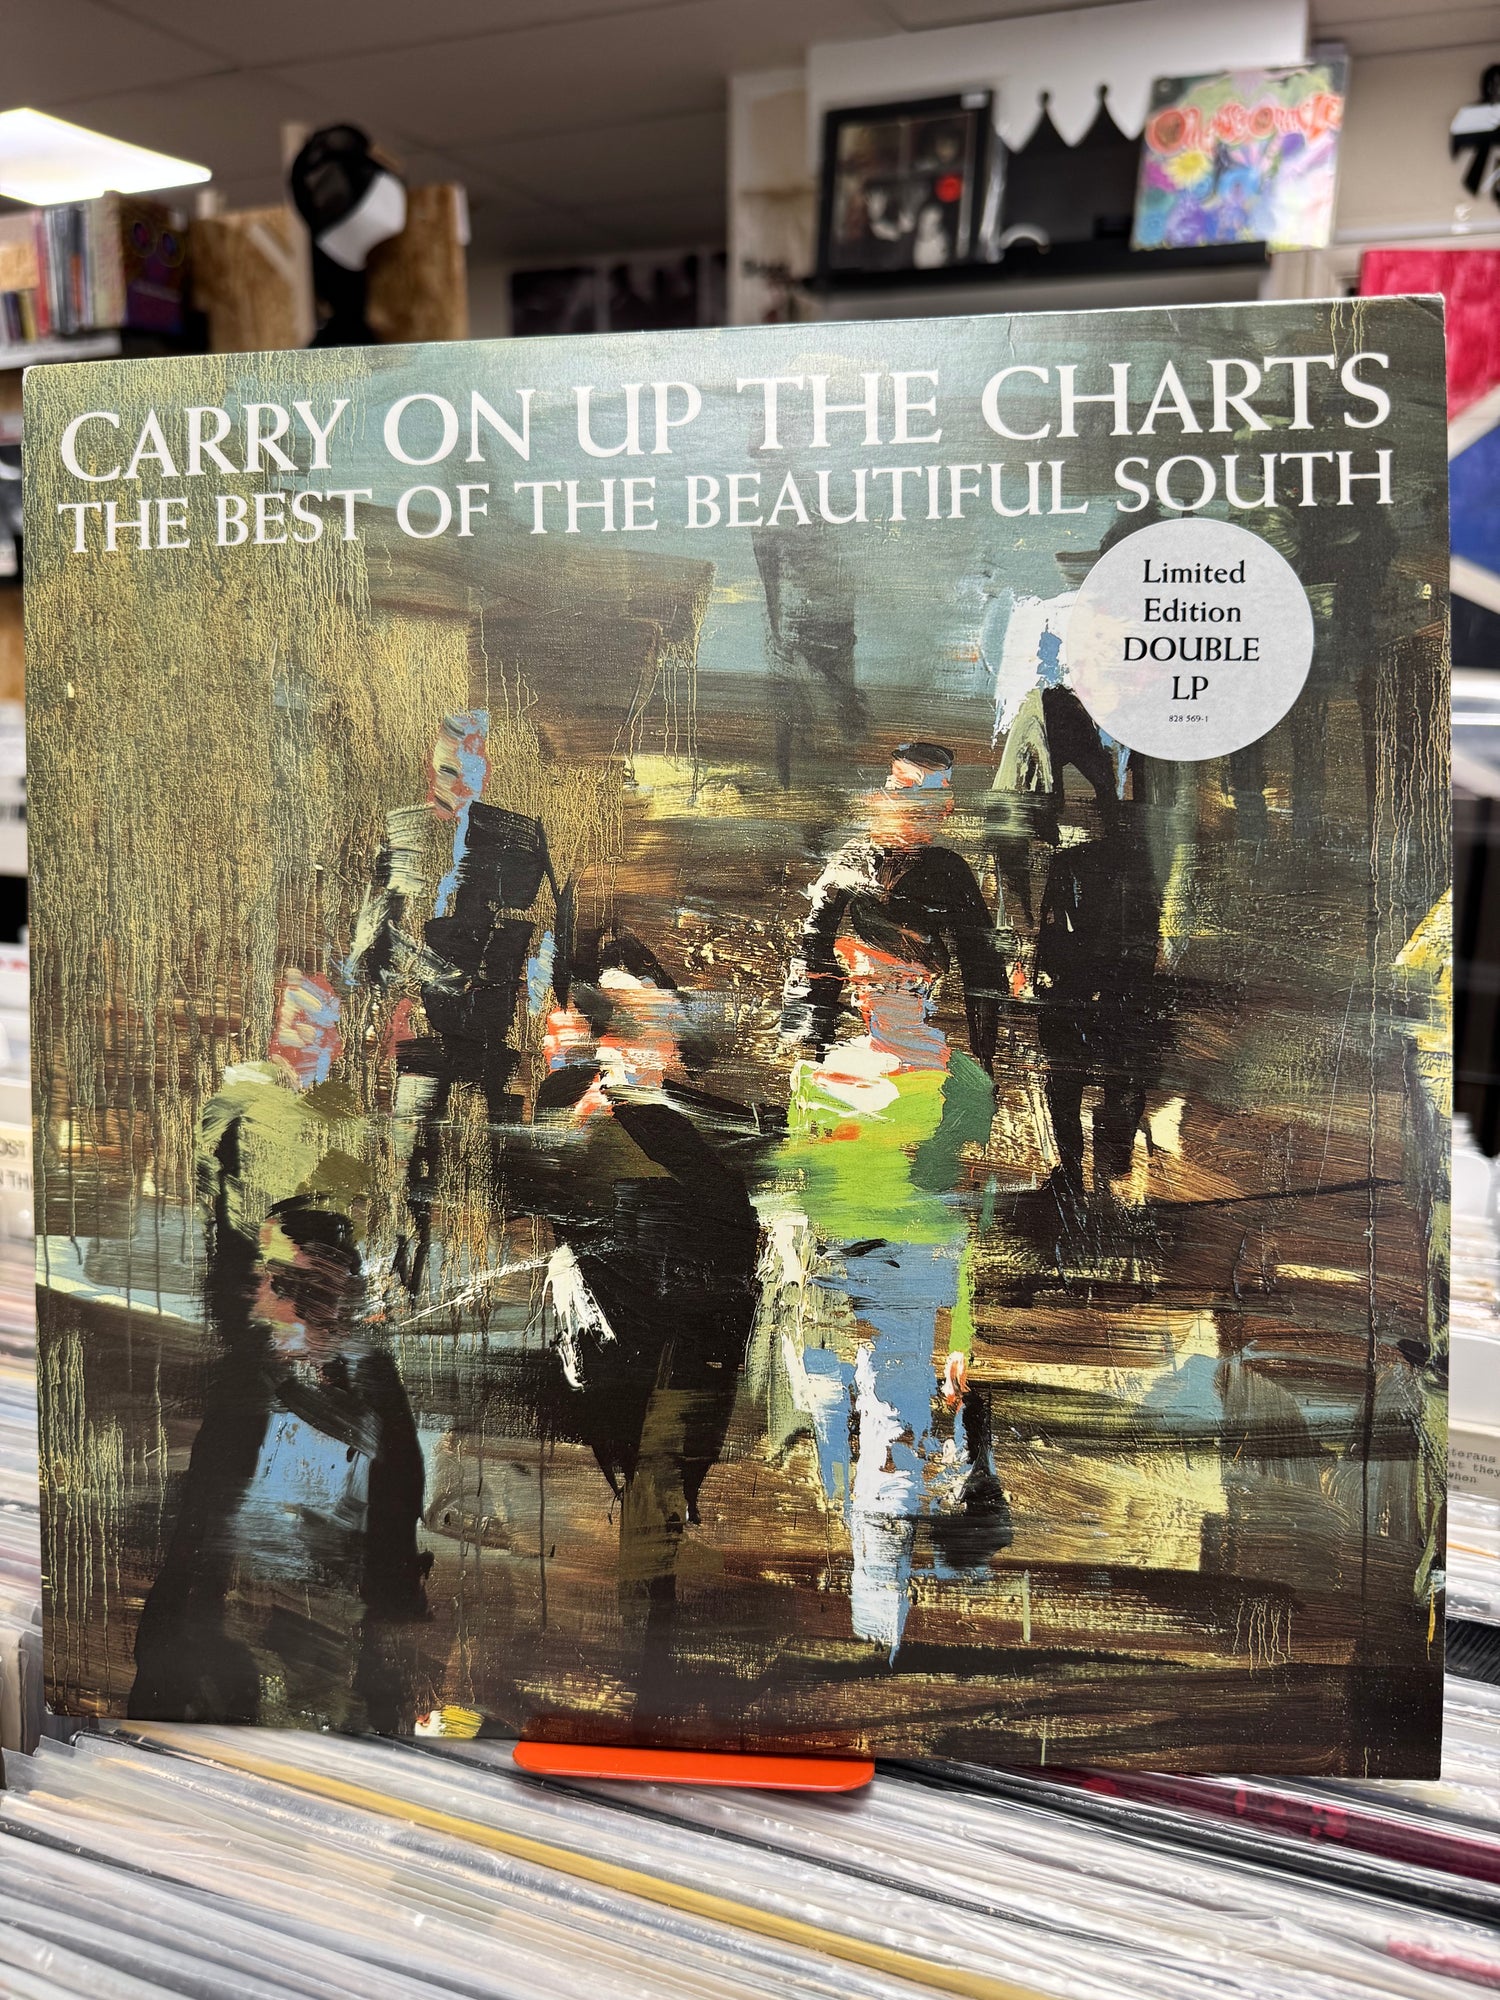 CARRY ON UP THE CHARTS
THE BEST OF THE BEAUTIFUL SOUTH
Limited
Edition
DOUBLE
LP
828 569-1